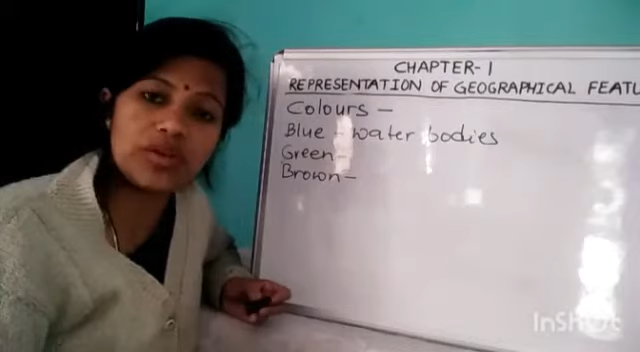 CHAPTER-1
REPRESENTATION OF GEOGRAPHICAL FEATU
Colours -
Blue - water bodies
Green -
Brown -
InShOt